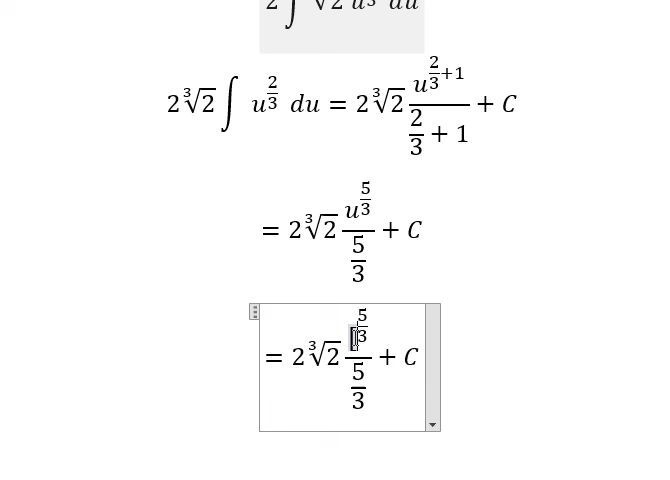 2∛2 ∫ u^(2/3) du = 2∛2 u^(2/3+1)/(2/3+1) + C
= 2∛2 u^(5/3)/(5/3) + C
= 2∛2 ^(5/3)/(5/3) + C